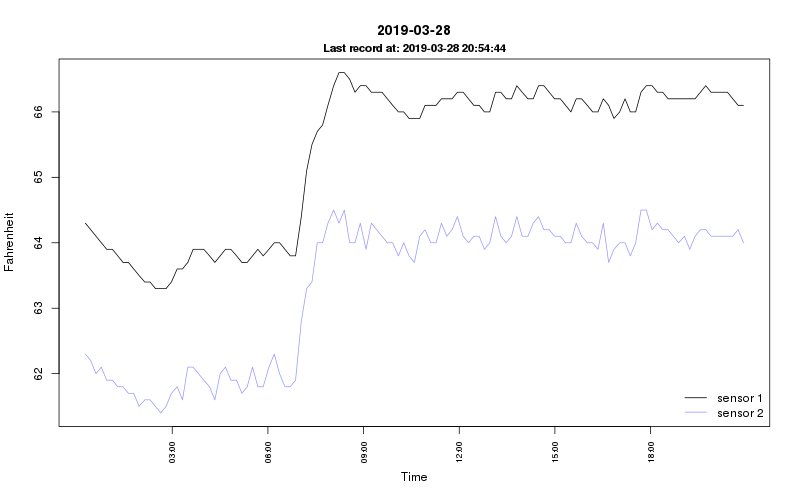 2019-03-28
Last record at: 2019-03-28 20:54:44
Fahrenheit
66
65
64
63
62
03:00
06:00
09:00
12:00
15:00
18:00
Time
sensor 1
sensor 2